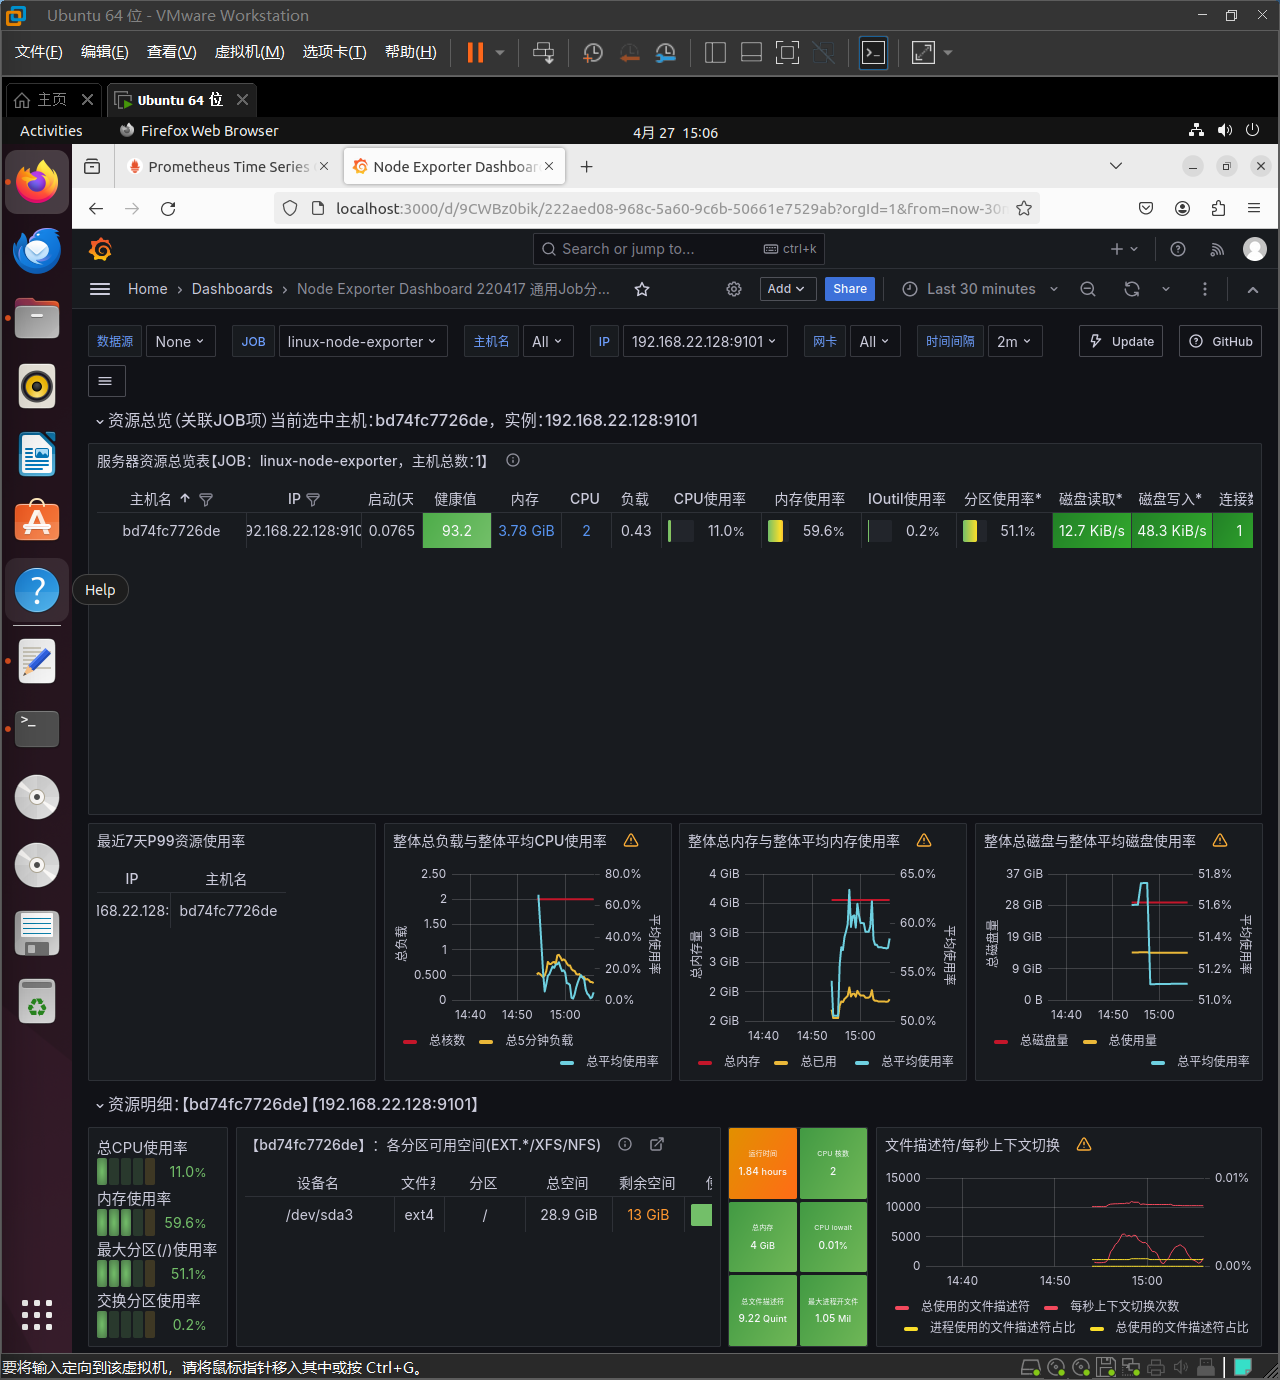 Ubuntu 64 位 - VMware Workstation
文件(F) 编辑(E) 查看(V) 虚拟机(M) 选项卡(T) 帮助(H)
主页 Ubuntu 64 位
Activities Firefox Web Browser 4月 27 15:06
Prometheus Time Series Node Exporter Dashboar
localhost:3000/d/9CWBz0bik/222aed08-968c-5a60-9c6b-50661e7529ab?orgId=1&from=now-30
Search or jump to... ctrl+k
Home › Dashboards › Node Exporter Dashboard 220417 通用Job分... Add Share Last 30 minutes
数据源 None JOB linux-node-exporter 主机名 All IP 192.168.22.128:9101 网卡 All 时间间隔 2m Update GitHub
资源总览（关联JOB项）当前选中主机：bd74fc7726de，实例：192.168.22.128:9101
服务器资源总览表【JOB：linux-node-exporter，主机总数：1】
主机名 IP 启动(天 健康值 内存 CPU 负载 CPU使用率 内存使用率 IOutil使用率 分区使用率* 磁盘读取* 磁盘写入* 连接数
bd74fc7726de 92.168.22.128:910 0.0765 93.2 3.78 GiB 2 0.43 11.0% 59.6% 0.2% 51.1% 12.7 KiB/s 48.3 KiB/s 1
Help
最近7天P99资源使用率
IP 主机名
168.22.128: bd74fc7726de
整体总负载与整体平均CPU使用率
2.50 80.0%
2 60.0%
1.50 40.0%
1
0.500 20.0%
0 0.0%
总负载 平均使用率
14:40 14:50 15:00
总核数 总5分钟负载
总平均使用率
整体总内存与整体平均内存使用率
4 GiB 65.0%
4 GiB 60.0%
3 GiB
3 GiB 55.0%
2 GiB
2 GiB 50.0%
总内存量 平均使用率
14:40 14:50 15:00
总内存 总已用 总平均使用率
整体总磁盘与整体平均磁盘使用率
37 GiB 51.8%
28 GiB 51.6%
19 GiB 51.4%
9 GiB 51.2%
0 B 51.0%
总磁盘量 平均使用率
14:40 14:50 15:00
总磁盘量 总使用量
总平均使用率
资源明细：【bd74fc7726de】【192.168.22.128:9101】
总CPU使用率
11.0%
内存使用率
59.6%
最大分区(/)使用率
51.1%
交换分区使用率
0.2%
【bd74fc7726de】：各分区可用空间(EXT.*/XFS/NFS)
设备名 文件系 分区 总空间 剩余空间
/dev/sda3 ext4 / 28.9 GiB 13 GiB
运行时间
1.84 hours
CPU 核数
2
总内存
4 GiB
CPU iowait
0.01%
总文件描述符
9.22 Quint
最大进程开文件
1.05 Mil
文件描述符/每秒上下文切换
15000 0.01%
10000
5000
0 0.00%
14:40 14:50 15:00
总使用的文件描述符 每秒上下文切换次数
进程使用的文件描述符占比 总使用的文件描述符占比
要将输入定向到该虚拟机，请将鼠标指针移入其中或按 Ctrl+G。